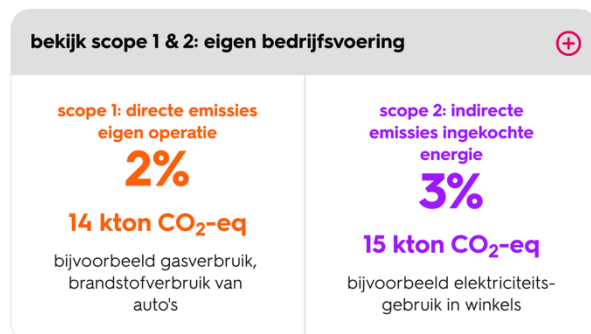 bekijk scope 1 & 2: eigen bedrijfsvoering
scope 1: directe emissies
eigen operatie
2%
14 kton CO₂-eq
bijvoorbeeld gasverbuik,
brandstofverbruik van
auto's
scope 2: indirecte
emissies ingekochte
energie
3%
15 kton CO₂-eq
bijvoorbeeld elektriciteits-
gebruik in winkels